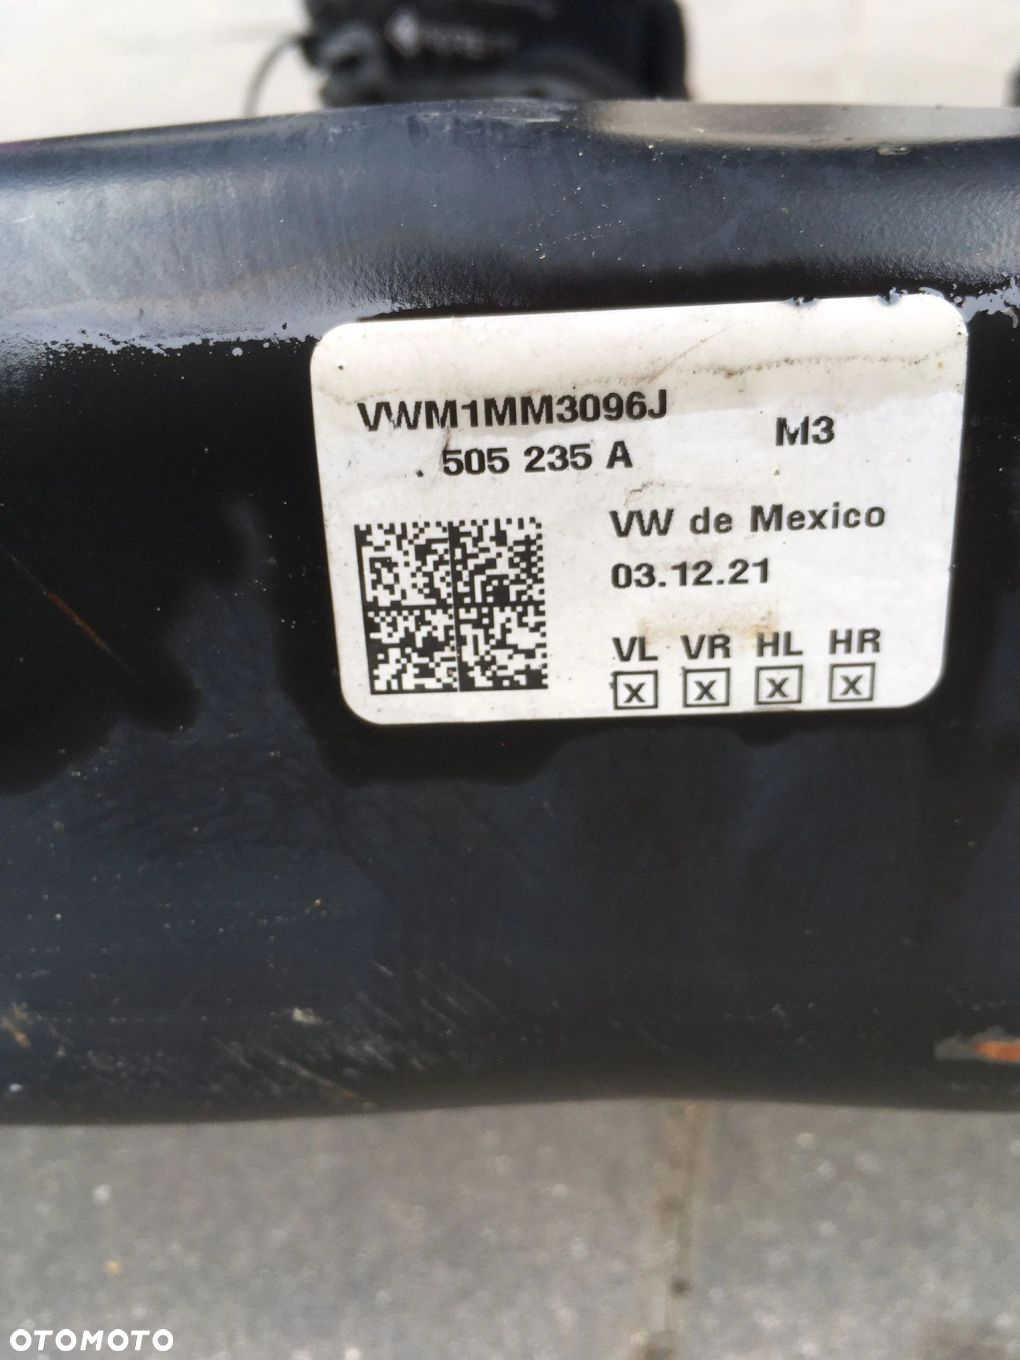 VWM1MM3096J
. 505 235 A
M3
VW de Mexico
03.12.21
VL VR HL HR
x x x x
OTOMOTO